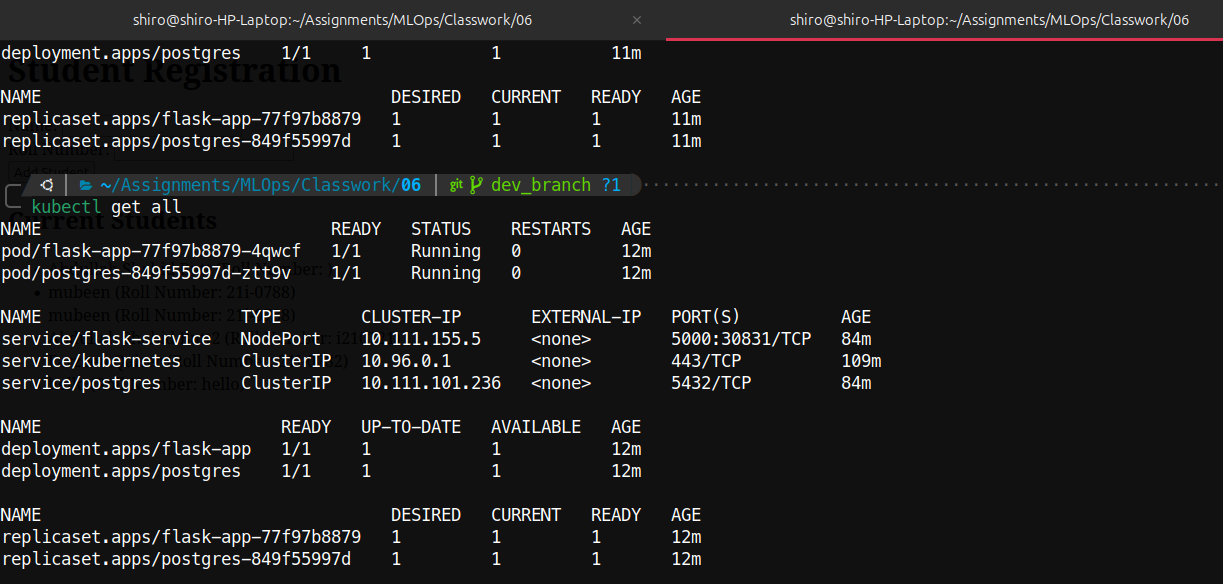 shiro@shiro-HP-Laptop:~/Assignments/MLOps/Classwork/06 × shiro@shiro-HP-Laptop:~/Assignments/MLOps/Classwork/06
deployment.apps/postgres 1/1 1 1 11m
Student Registration
NAME DESIRED CURRENT READY AGE
replicaset.apps/flask-app-77f97b8879 1 1 1 11m
replicaset.apps/postgres-849f55997d 1 1 1 11m
Add Student
~/Assignments/MLOps/Classwork/06 git dev_branch ?1
kubectl get all
Current Students
NAME READY STATUS RESTARTS AGE
pod/flask-app-77f97b8879-4qwcf 1/1 Running 0 12m
pod/postgres-849f55997d-ztt9v 1/1 Running 0 12m
• mubeen (Roll Number: 21i-0788)
• mubeen
NAME TYPE CLUSTER-IP EXTERNAL-IP PORT(S) AGE
service/flask-service NodePort 10.111.155.5 <none> 5000:30831/TCP 84m
service/kubernetes ClusterIP 10.96.0.1 <none> 443/TCP 109m
service/postgres ClusterIP 10.111.101.236 <none> 5432/TCP 84m
NAME READY UP-TO-DATE AVAILABLE AGE
deployment.apps/flask-app 1/1 1 1 12m
deployment.apps/postgres 1/1 1 1 12m
NAME DESIRED CURRENT READY AGE
replicaset.apps/flask-app-77f97b8879 1 1 1 12m
replicaset.apps/postgres-849f55997d 1 1 1 12m